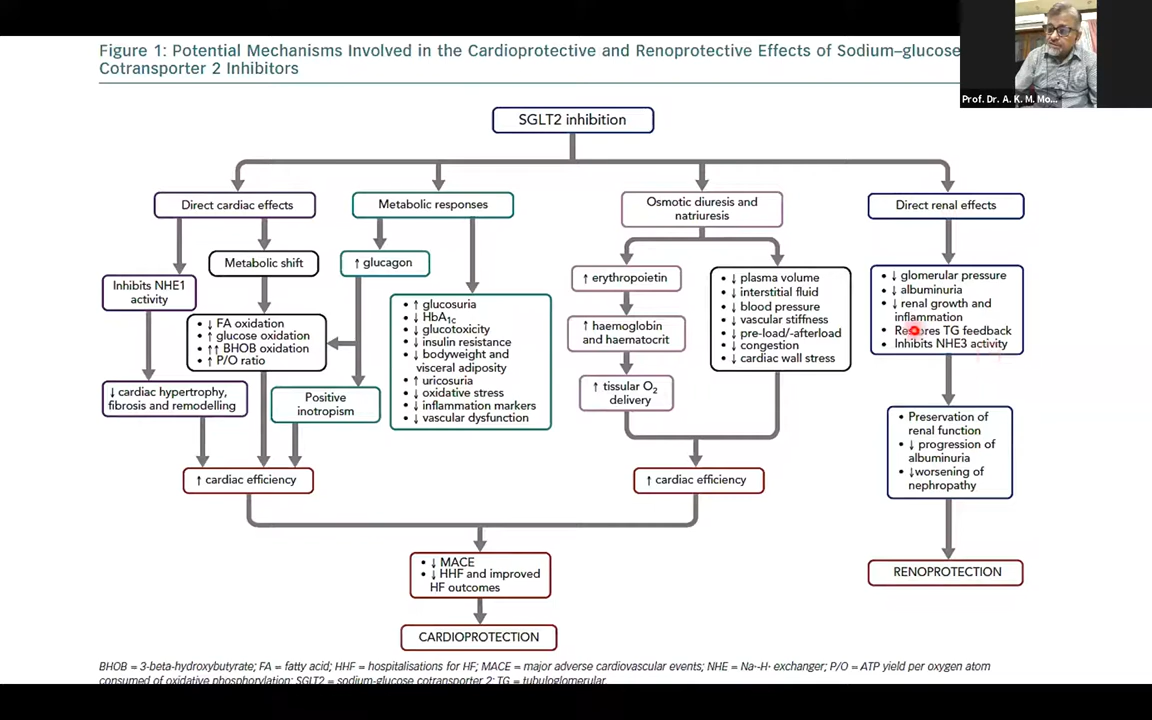 Figure 1: Potential Mechanisms Involved in the Cardioprotective and Renoprotective Effects of Sodium–glucose
Cotransporter 2 Inhibitors
Prof. Dr. A. K. M. Mo...
SGLT2 inhibition
Direct cardiac effects
Metabolic responses
Osmotic diuresis and
natriuresis
Direct renal effects
Inhibits NHE1
activity
Metabolic shift
↑ glucagon
↓ FA oxidation
↑ glucose oxidation
↑↑ BHOB oxidation
↑ P/O ratio
↓ cardiac hypertrophy,
fibrosis and remodelling
Positive
inotropism
• ↑ glucosuria
• ↓ HbA1c
• ↓ glucotoxicity
• ↓ insulin resistance
• ↓ bodyweight and
visceral adiposity
• ↑ uricosuria
• ↓ oxidative stress
• ↓ inflammation markers
• ↓ vascular dysfunction
↑ erythropoietin
↑ haemoglobin
and haematocrit
↑ tissular O2
delivery
• ↓ plasma volume
• ↓ interstitial fluid
• ↓ blood pressure
• ↓ vascular stiffness
• ↓ pre-load/-afterload
• ↓ congestion
• ↓ cardiac wall stress
• ↓ glomerular pressure
• ↓ albuminuria
• ↓ renal growth and
inflammation
• TG feedback
• Inhibits NHE3 activity
• Preservation of
renal function
• ↓ progression of
albuminuria
• ↓worsening of
nephropathy
↑ cardiac efficiency
↑ cardiac efficiency
• ↓ MACE
• ↓ HHF and improved
HF outcomes
CARDIOPROTECTION
RENOPROTECTION
BHOB = 3-beta-hydroxybutyrate; FA = fatty acid; HHF = hospitalisations for HF; MACE = major adverse cardiovascular events; NHE = Na+-H+ exchanger; P/O = ATP yield per oxygen atom
consumed of oxidative phosphorylation; SGLT2 = sodium-glucose cotransporter 2; TG = tubuloglomerular.